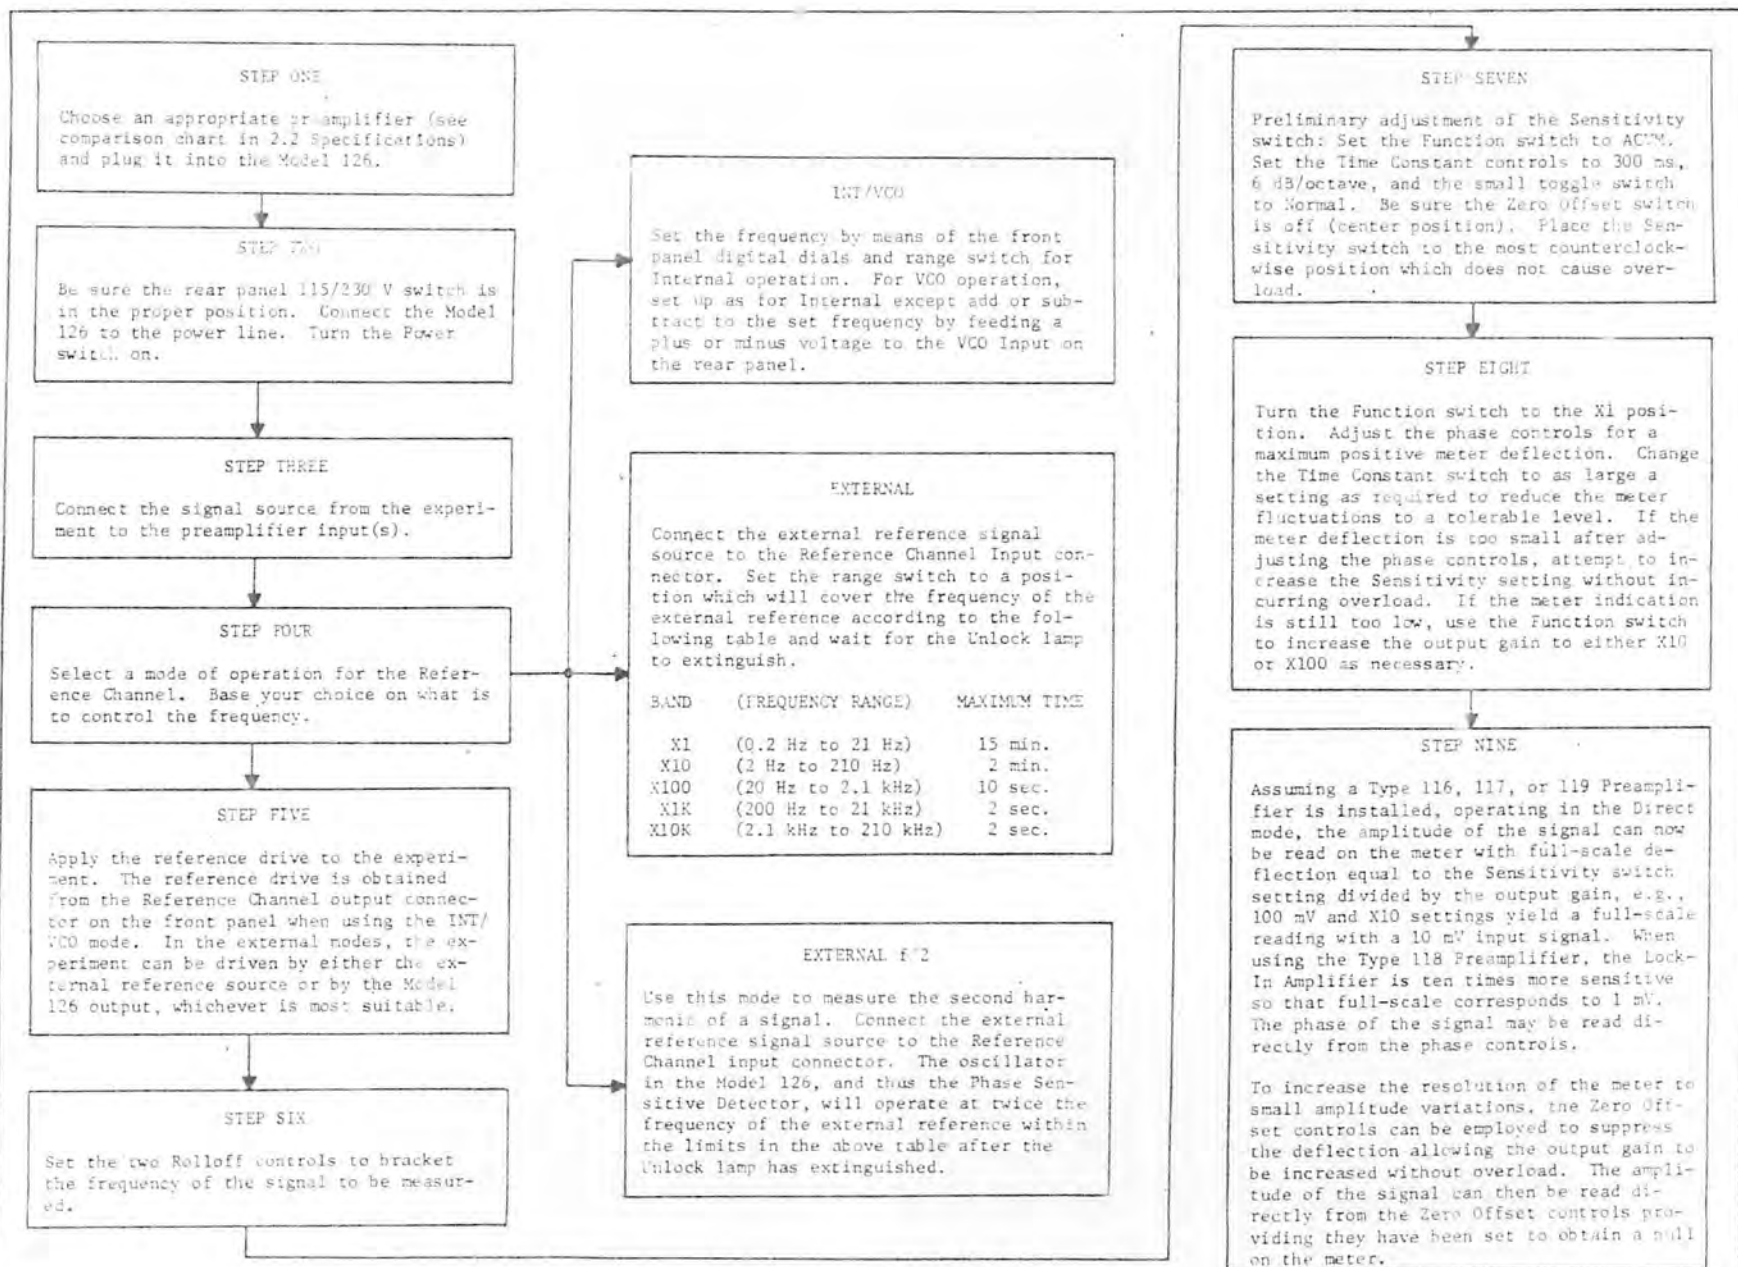 STEP ONE
Choose an appropriate pr amplifier (see
comparison chart in 2.2 Specifications)
and plug it into the Model 126.
STEP TWO
Be sure the rear panel 115/230 V switch is
in the proper position. Connect the Model
126 to the power line. Turn the Power
switch on.
STEP THREE
Connect the signal source from the experi-
ment to the preamplifier input(s).
STEP FOUR
Select a mode of operation for the Refer-
ence Channel. Base your choice on what is
to control the frequency.
STEP FIVE
Apply the reference drive to the experi-
ment. The reference drive is obtained
from the Reference Channel output connec-
tor on the front panel when using the INT/
VCO mode. In the external modes, the ex-
periment can be driven by either the ex-
ternal reference source or by the Model
126 output, whichever is most suitable.
STEP SIX
Set the two Rolloff controls to bracket
the frequency of the signal to be measur-
ed.
INT/VCO
Set the frequency by means of the front
panel digital dials and range switch for
Internal operation. For VCO operation,
set up as for Internal except add or sub-
tract to the set frequency by feeding a
plus or minus voltage to the VCO Input on
the rear panel.
EXTERNAL
Connect the external reference signal
source to the Reference Channel Input con-
nector. Set the range switch to a posi-
tion which will cover the frequency of the
external reference according to the fol-
lowing table and wait for the Unlock lamp
to extinguish.
BAND (FREQUENCY RANGE) MAXIMUM TIME
X1 (0.2 Hz to 21 Hz) 15 min.
X10 (2 Hz to 210 Hz) 2 min.
X100 (20 Hz to 2.1 kHz) 10 sec.
X1K (200 Hz to 21 kHz) 2 sec.
X10K (2.1 kHz to 210 kHz) 2 sec.
EXTERNAL f 2
Use this mode to measure the second har-
monic of a signal. Connect the external
reference signal source to the Reference
Channel input connector. The oscillator
in the Model 126, and thus the Phase Sen-
sitive Detector, will operate at twice the
frequency of the external reference within
the limits in the above table after the
Unlock lamp has extinguished.
STEP SEVEN
Preliminary adjustment of the Sensitivity
switch: Set the Function switch to ACVM.
Set the Time Constant controls to 300 ms,
6 dB/octave, and the small toggle switch
to Normal. Be sure the Zero Offset switch
is off (center position). Place the Sen-
sitivity switch to the most counterclock-
wise position which does not cause over-
load.
STEP EIGHT
Turn the Function switch to the X1 posi-
tion. Adjust the phase controls for a
maximum positive meter deflection. Change
the Time Constant switch to as large a
setting as required to reduce the meter
fluctuations to a tolerable level. If the
meter deflection is too small after ad-
justing the phase controls, attempt to in-
crease the Sensitivity setting without in-
curring overload. If the meter indication
is still too low, use the Function switch
to increase the output gain to either X10
or X100 as necessary.
STEP NINE
Assuming a Type 116, 117, or 119 Preampli-
fier is installed, operating in the Direct
mode, the amplitude of the signal can now
be read on the meter with full-scale de-
flection equal to the Sensitivity switch
setting divided by the output gain, e.g.,
100 mV and X10 settings yield a full-scale
reading with a 10 mV input signal. When
using the Type 118 Preamplifier, the Lock-
In Amplifier is ten times more sensitive
so that full-scale corresponds to 1 mV.
The phase of the signal may be read di-
rectly from the phase controls.
To increase the resolution of the meter to
small amplitude variations, the Zero Off-
set controls can be employed to suppress
the deflection allowing the output gain to
be increased without overload. The ampli-
tude of the signal can then be read di-
rectly from the Zero Offset controls pro-
viding they have been set to obtain a null
on the meter.